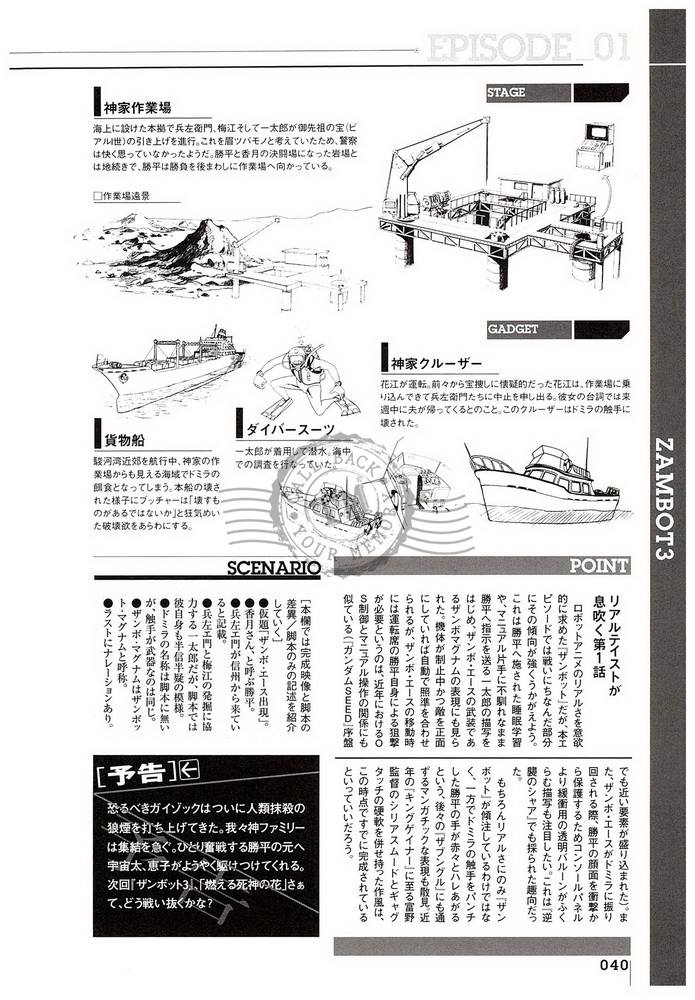 EPISODE_01
STAGE
神家作業場
海上に設けた本拠で兵左衛門、梅江そして一太郎が御先祖の宝(ビ
アルⅠ世)の引き上げを進行。これを眉ツバモノと考えていたため、警察
は快く思っていなかったようだ。勝平と香月の決闘場になった岩場と
は地続きで、勝平は勝負を後まわしに作業場へ向かっている。
□作業場遠景
GADGET
神家クルーザー
花江が運転。前々から宝捜しに懐疑的だった花江は、作業場に乗
り込んできて兵左衛門たちに中止を申し出る。彼女の台詞では来
週中に夫が帰ってくるとのこと。このクルーザーはドミラの触手に
壊された。
ダイバースーツ
一太郎が着用して潜水。海中
での調査を行なっていた。
貨物船
駿河湾近郊を航行中、神家の作
業場からも見える海域でドミラの
餌食となってしまう。本船の壊さ
れた様子にブッチャーは「壊すも
のがあるではないか」と狂気めい
た破壊欲をあらわにする。
ZAMBOT3
POINT
リアルテイストが
息吹く第1話
ロボットアニメのリアルさを意欲
的に求めた『ザンボット』だが、本エ
ピソードでは戦いにちなんだ部分
にその傾向が強くうかがえよう。
これは勝平へ施された睡眠学習
や、マニュアル片手に不馴れなまま
勝平へ指示を送る一太郎の描写を
はじめ、ザンボ・エースの武装であ
るザンボマグナムの表現にも見ら
れた。機体が制止中かつ敵を正面
にしていれば自動で照準を合わせ
られるが、ザンボ・エースの移動時
には運転席の勝平自身による狙撃
が必要というのは、近年におけるO
S制御とマニュアル操作の関係にも
似ている(『ガンダムSEED』序盤
でも近い要素が盛り込まれた)。ま
た、ザンボ・エースがドミラに振り
回される際、勝平の顔面を衝撃か
ら保護するためコンソールパネル
より緩衝用の透明バルーンがふく
らむ描写も注目したい。これは『逆
襲のシャア』でも採られた趣向だっ
た。
もちろんリアルさにのみ『ザン
ボット』が傾注しているわけではな
く、一方でドミラの触手をパンチ
した勝平の手が赤々とハレあがる
という、後々の『ザブングル』にも通
ずるマンガチックな表現も散見。近
年の『キングゲイナー』に至る富野
監督のシリアスムードとギャグ
タッチの硬軟を併せ持った作風は、
この時点ですでに完成されている
といっていいだろう。
SCENARIO
[本欄では完成映像と脚本の
差異/脚本のみの記述を紹介
していく]
●仮題「ザンボ・エース出現」。
●香月さん、と呼ぶ勝平。
●兵左エ門が信州から来てい
ると記載。
●兵左エ門と梅江の発掘に協
力する一太郎だが、脚本では
彼自身も半信半疑の模様。
●ドミラの名称は脚本に無い
が、触手が武器なのは同じ。
●ザンボ・マグナムはザンボッ
ト・マグナムと呼称。
●ラストにナレーションあり。
[予告]←
恐るべきガイゾックはついに人類抹殺の
狼煙を打ち上げてきた。我々神ファミリー
は集結を急ぐ。ひとり奮戦する勝平の元へ
宇宙太、恵子がようやく駆けつけてくれる。
次回『ザンボット3』、「燃える死神の花」さぁ
て、どう戦い抜くかな?
040